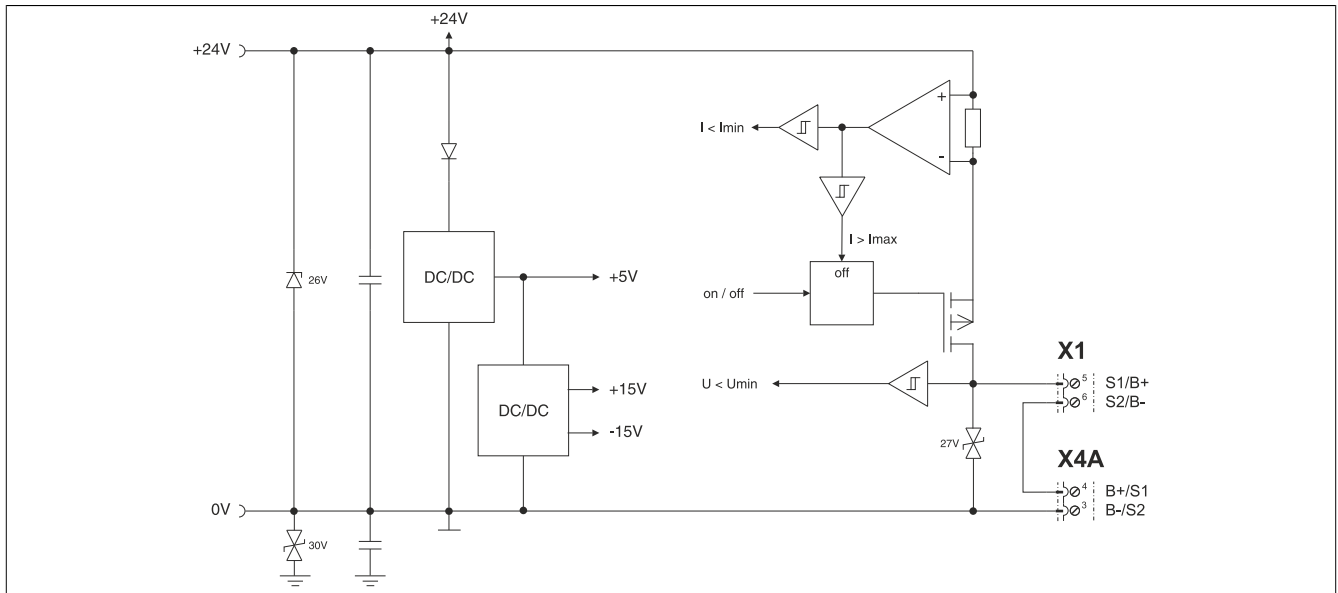 +24V
+24V
+
I < Imin
-
I > Imax
DC/DC
+5V
off
26V
on / off
X1
5 S1/B+
U < Umin
6 S2/B-
+15V
DC/DC
-15V
27V
X4A
4 B+/S1
0V
3 B-/S2
30V